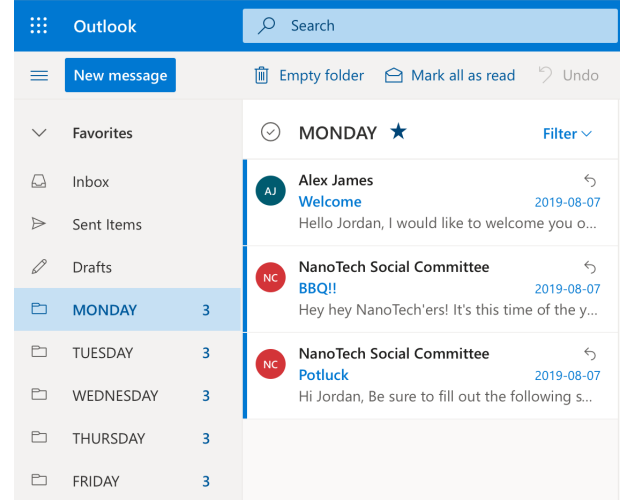 Outlook
Search
New message
Empty folder
Mark all as read
Undo
Favorites
Inbox
Sent Items
Drafts
MONDAY 3
TUESDAY 3
WEDNESDAY 3
THURSDAY 3
FRIDAY 3
MONDAY
Filter
AJ
Alex James
Welcome 2019-08-07
Hello Jordan, I would like to welcome you o...
NC
NanoTech Social Committee
BBQ!! 2019-08-07
Hey hey NanoTech'ers! It's this time of the y...
NC
NanoTech Social Committee
Potluck 2019-08-07
Hi Jordan, Be sure to fill out the following s...